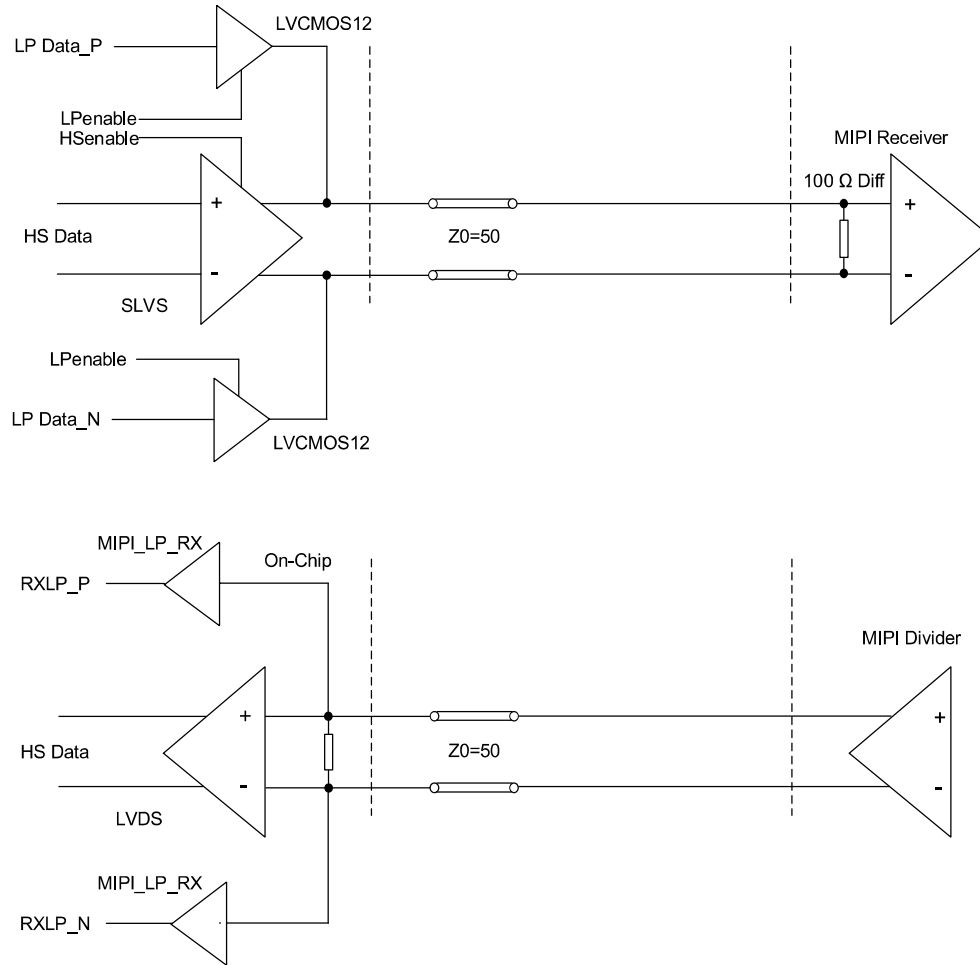 LVCMOS12
LP Data_P
LPenable
HSenable
MIPI Receiver
100 Ω Diff
+
+
HS Data
Z0=50
-
-
SLVS
LPenable
LP Data_N
LVCMOS12
MIPI_LP_RX
On-Chip
RXLP_P
MIPI Divider
+
+
HS Data
Z0=50
-
-
LVDS
MIPI_LP_RX
RXLP_N